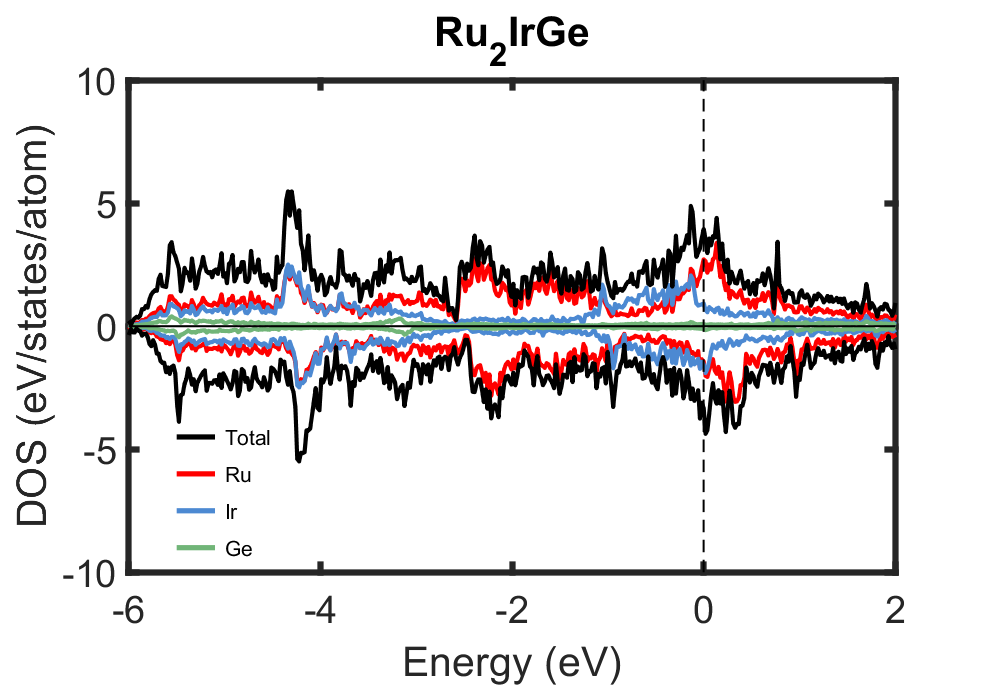 Ru₂IrGe
DOS (eV/states/atom)
10
5
0
-5
-10
Total
Ru
Ir
Ge
-6 -4 -2 0 2
Energy (eV)